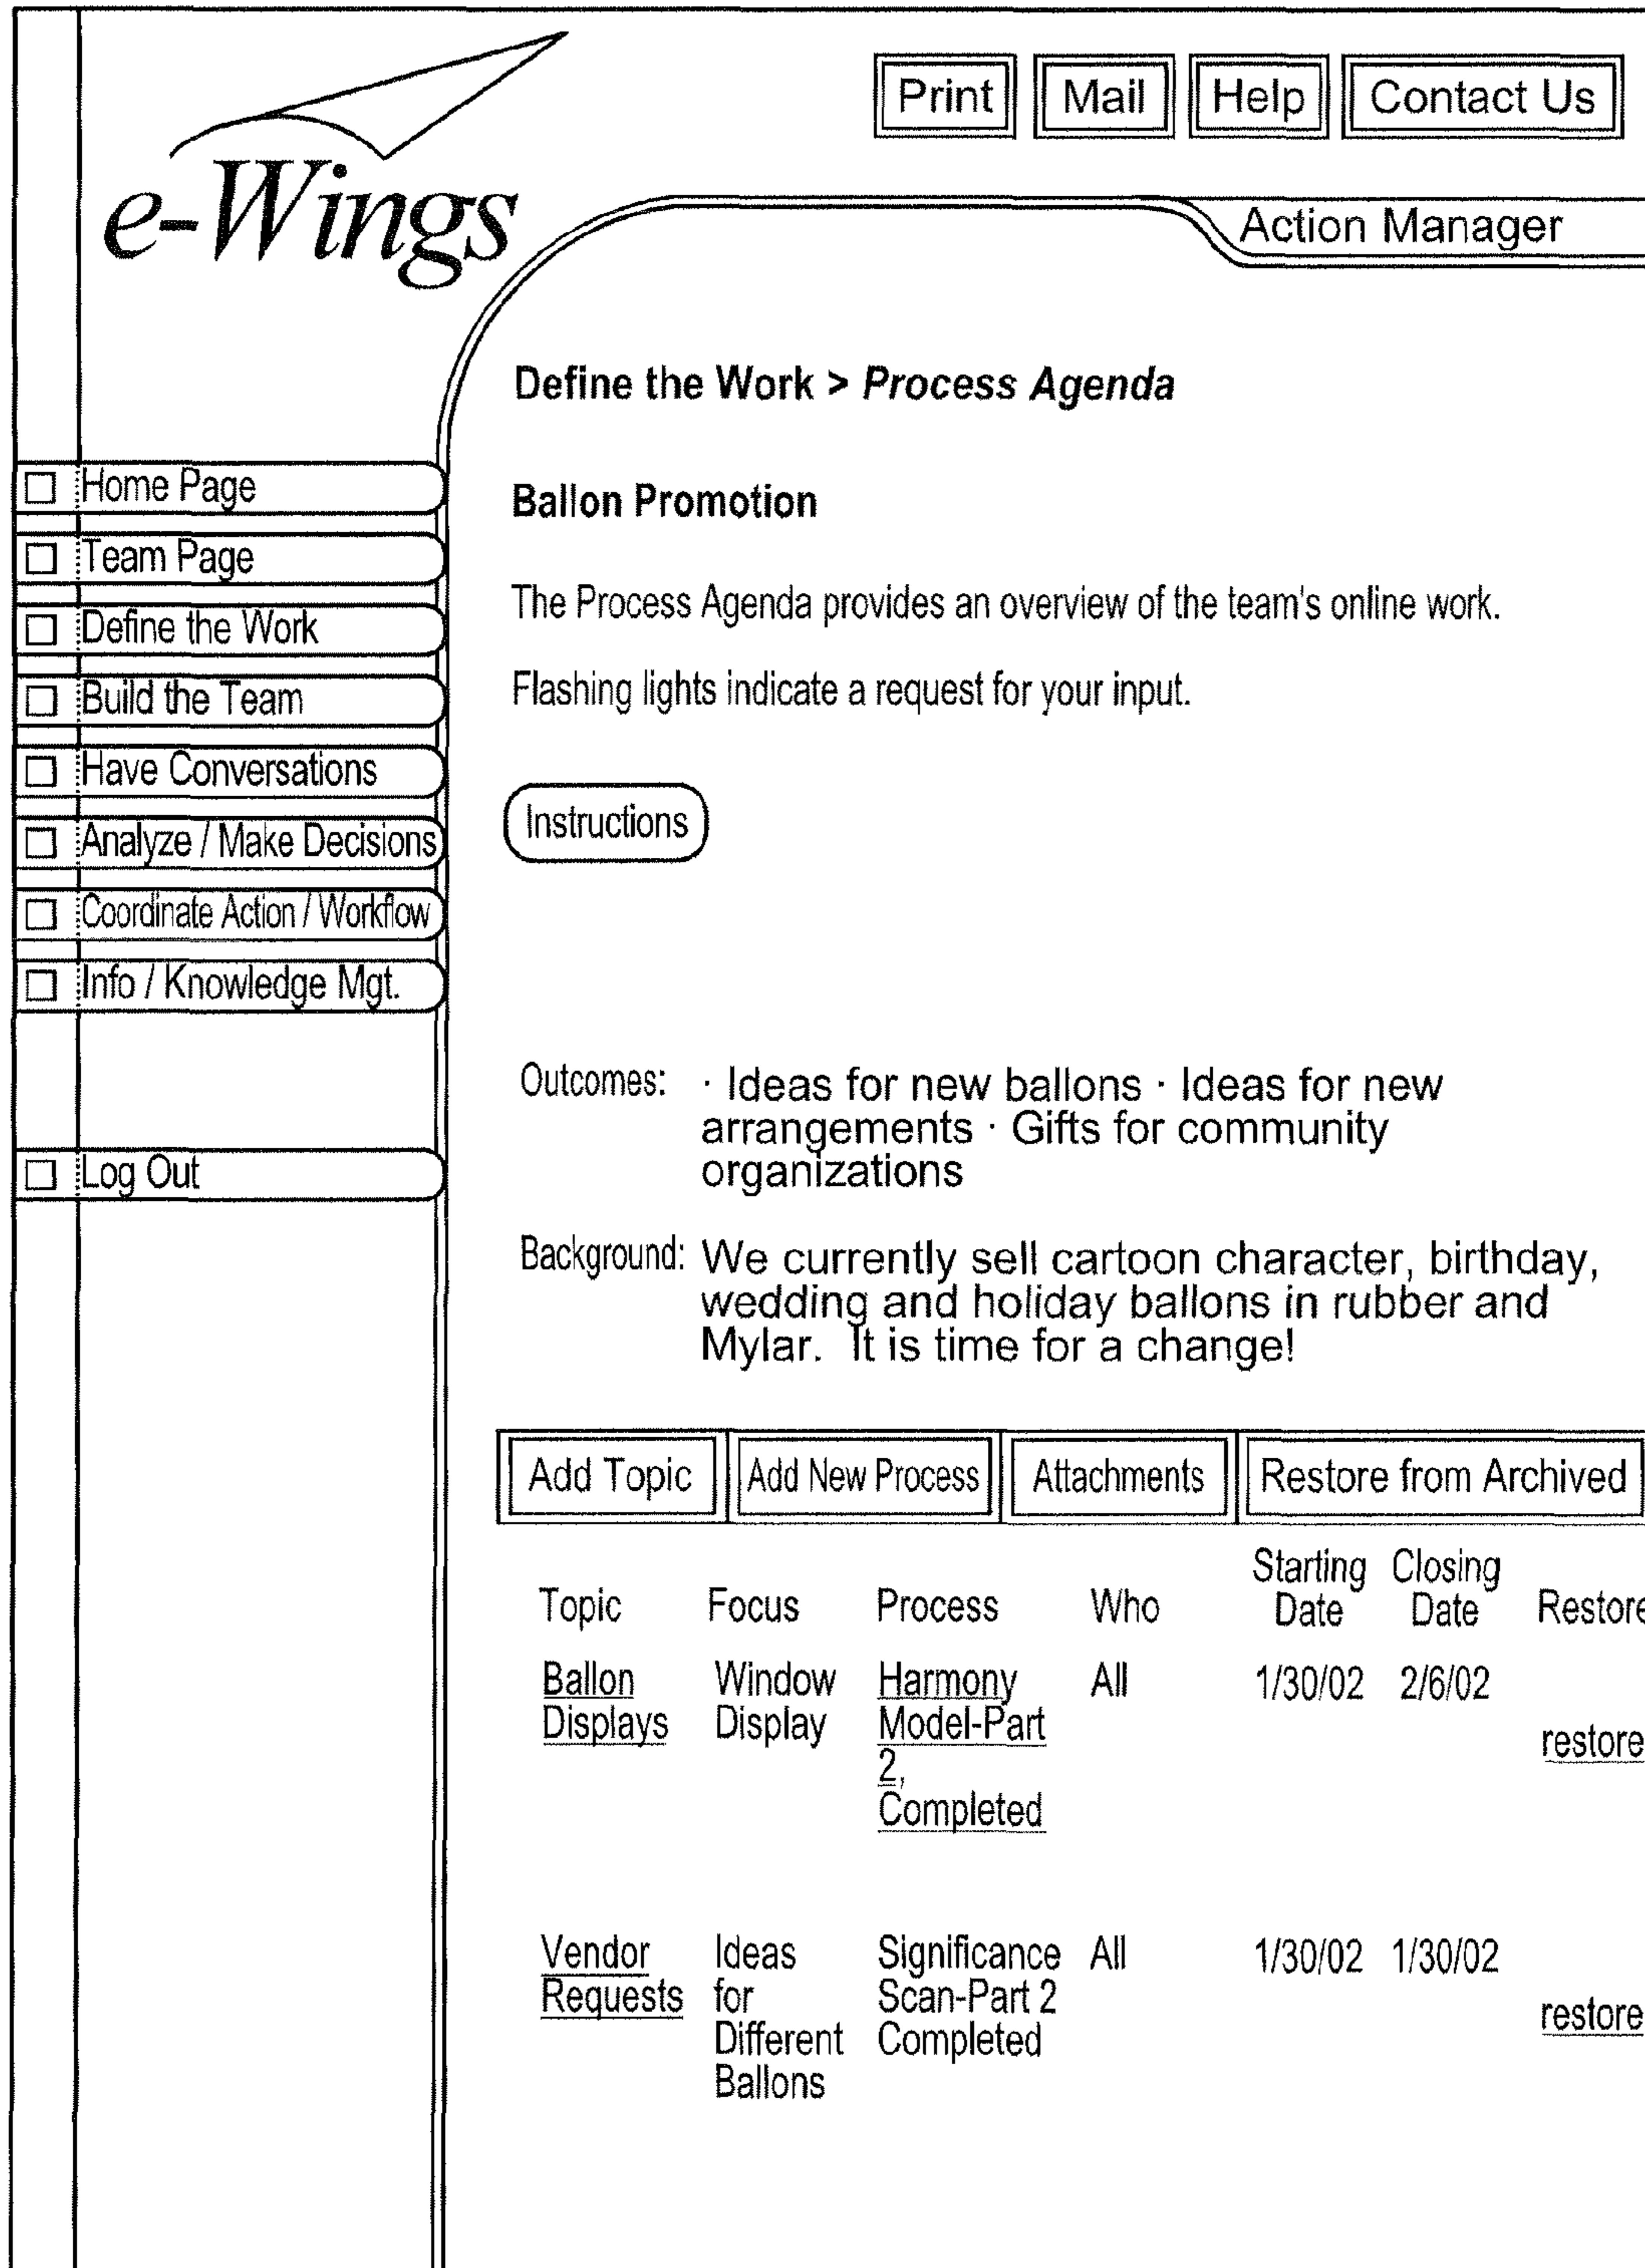 Print Mail Help Contact Us
e-Wings
Action Manager
Define the Work > Process Agenda
Home Page
Team Page
Define the Work
Build the Team
Have Conversations
Analyze / Make Decisions
Coordinate Action / Workflow
Info / Knowledge Mgt.
Log Out
Ballon Promotion
The Process Agenda provides an overview of the team's online work.
Flashing lights indicate a request for your input.
Instructions
Outcomes: · Ideas for new ballons · Ideas for new
arrangements · Gifts for community
organizations
Background: We currently sell cartoon character, birthday,
wedding and holiday ballons in rubber and
Mylar. It is time for a change!
Add Topic Add New Process Attachments Restore from Archived
Starting Closing
Topic Focus Process Who Date Date Restore
Ballon Window Harmony All 1/30/02 2/6/02
Displays Display Model-Part
restore
2,
Completed
Vendor Ideas Significance All 1/30/02 1/30/02
Requests for Scan-Part 2
restore
Different Completed
Ballons